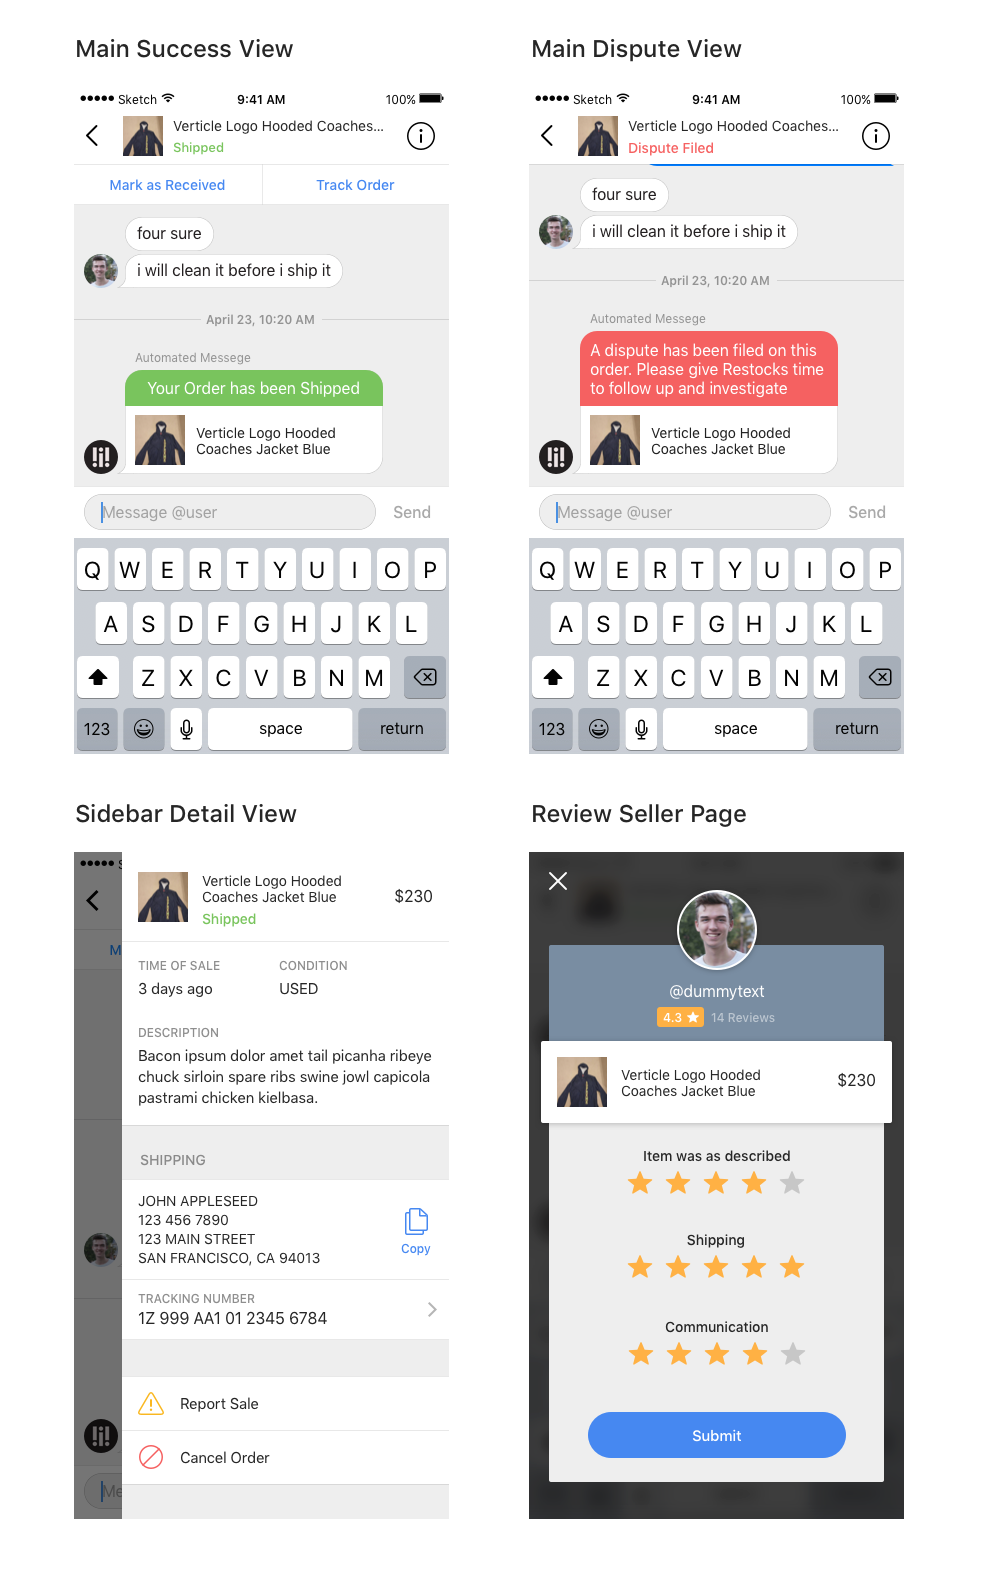 Main Success View
Sketch 9:41 AM 100%
Verticle Logo Hooded Coaches...
Shipped
Mark as Received Track Order
four sure
i will clean it before i ship it
April 23, 10:20 AM
Automated Messege
Your Order has been Shipped
Verticle Logo Hooded
Coaches Jacket Blue
Message @user Send
Q W E R T Y U I O P
A S D F G H J K L
Z X C V B N M
123 space return
Main Dispute View
Sketch 9:41 AM 100%
Verticle Logo Hooded Coaches...
Dispute Filed
four sure
i will clean it before i ship it
April 23, 10:20 AM
Automated Messege
A dispute has been filed on this
order. Please give Restocks time
to follow up and investigate
Verticle Logo Hooded
Coaches Jacket Blue
Message @user Send
Q W E R T Y U I O P
A S D F G H J K L
Z X C V B N M
123 space return
Sidebar Detail View
Verticle Logo Hooded
Coaches Jacket Blue
$230
Shipped
M
TIME OF SALE CONDITION
3 days ago USED
DESCRIPTION
Bacon ipsum dolor amet tail picanha ribeye
chuck sirloin spare ribs swine jowl capicola
pastrami chicken kielbasa.
SHIPPING
JOHN APPLESEED
123 456 7890
123 MAIN STREET
SAN FRANCISCO, CA 94013
Copy
TRACKING NUMBER
1Z 999 AA1 01 2345 6784
Report Sale
Cancel Order
Me
Review Seller Page
@dummytext
4.3 14 Reviews
Verticle Logo Hooded
Coaches Jacket Blue
$230
Item was as described
Shipping
Communication
Submit